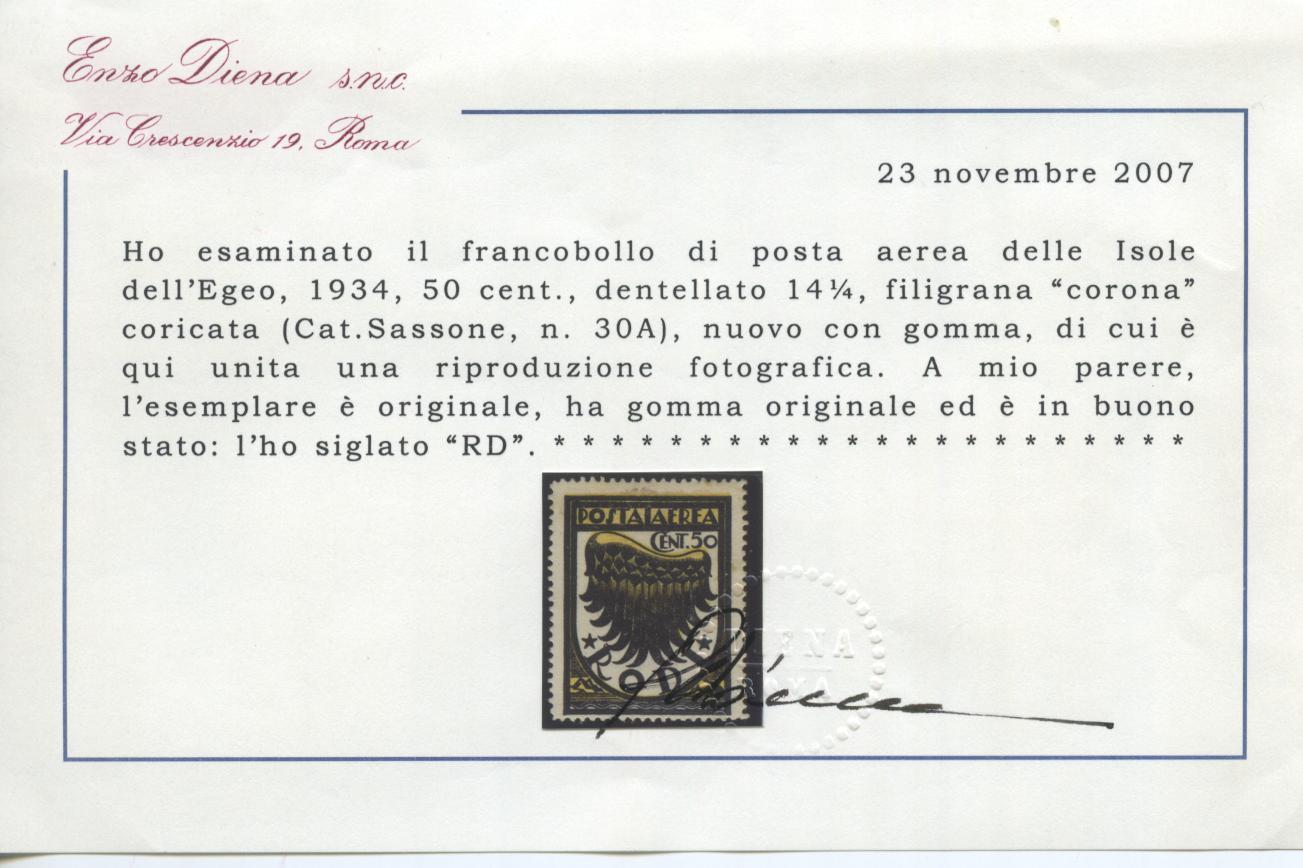 Enzo Diena s.n.c.
Via Crescenzio 19, Roma
23 novembre 2007
Ho esaminato il francobollo di posta aerea delle Isole
dell'Egeo, 1934, 50 cent., dentellato 14¼, filigrana “corona”
coricata (Cat.Sassone, n. 30A), nuovo con gomma, di cui è
qui unita una riproduzione fotografica. A mio parere,
l'esemplare è originale, ha gomma originale ed è in buono
stato: l'ho siglato “RD”. * * * * * * * * * * * * * * * * * * * * * *
POSTA AEREA
CENT. 50
RODI
DIENA
ROMA